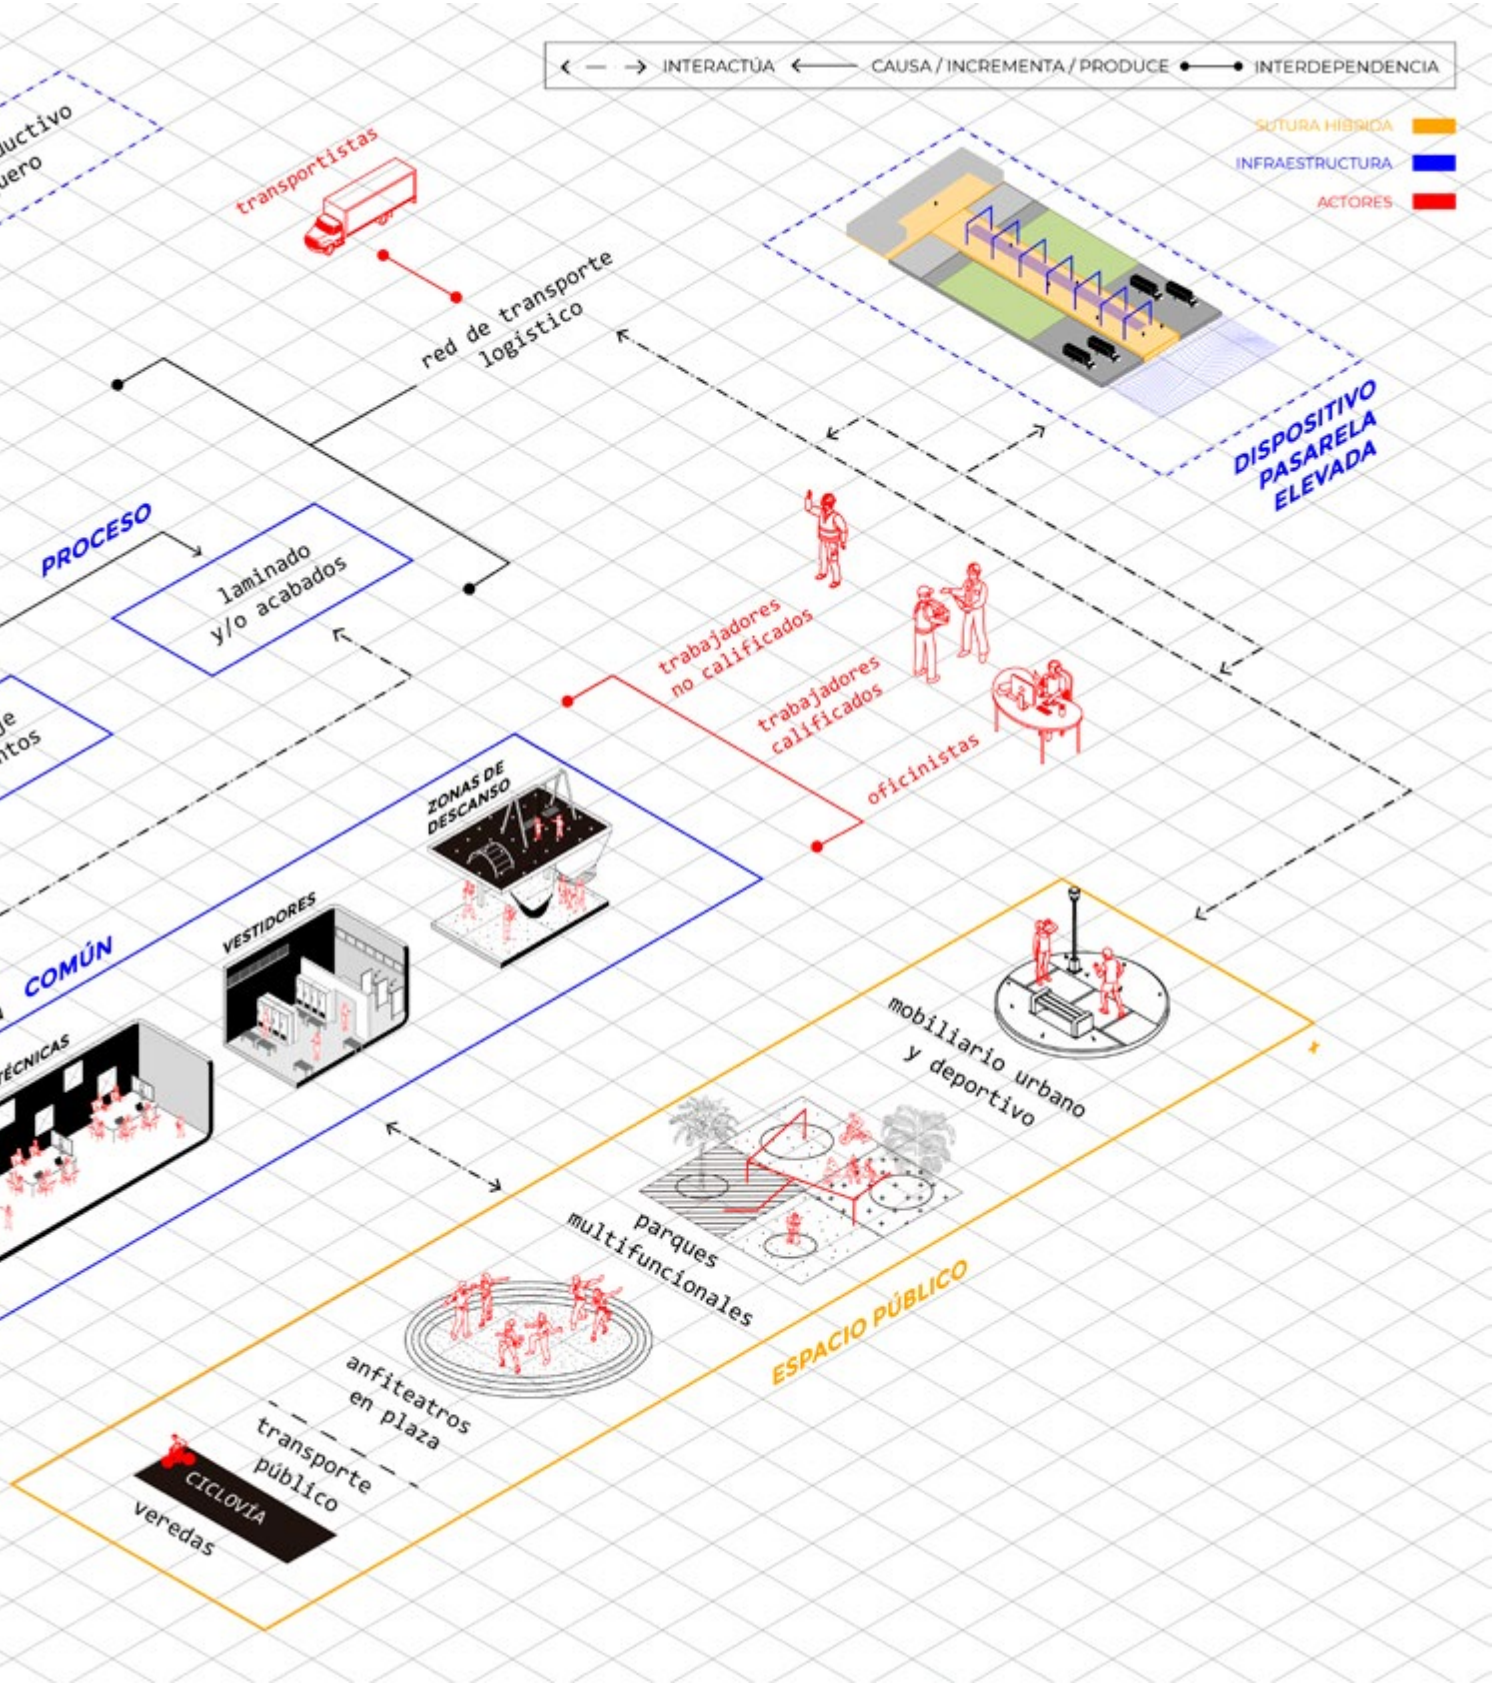 INTERACTÚA
CAUSA / INCREMENTA / PRODUCE
INTERDEPENDENCIA
SUTURA HÍBRIDA
INFRAESTRUCTURA
ACTORES
transportistas
red de transporte
logístico
DISPOSITIVO
PASARELA
ELEVADA
PROCESO
laminado
y/o acabados
trabajadores
no calificados
trabajadores
calificados
oficinistas
ZONAS DE
DESCANSO
VESTIDORES
COMÚN
TÉCNICAS
mobiliario urbano
y deportivo
parques
multifuncionales
ESPACIO PÚBLICO
anfiteatros
en plaza
transporte
público
CICLOVÍA
veredas